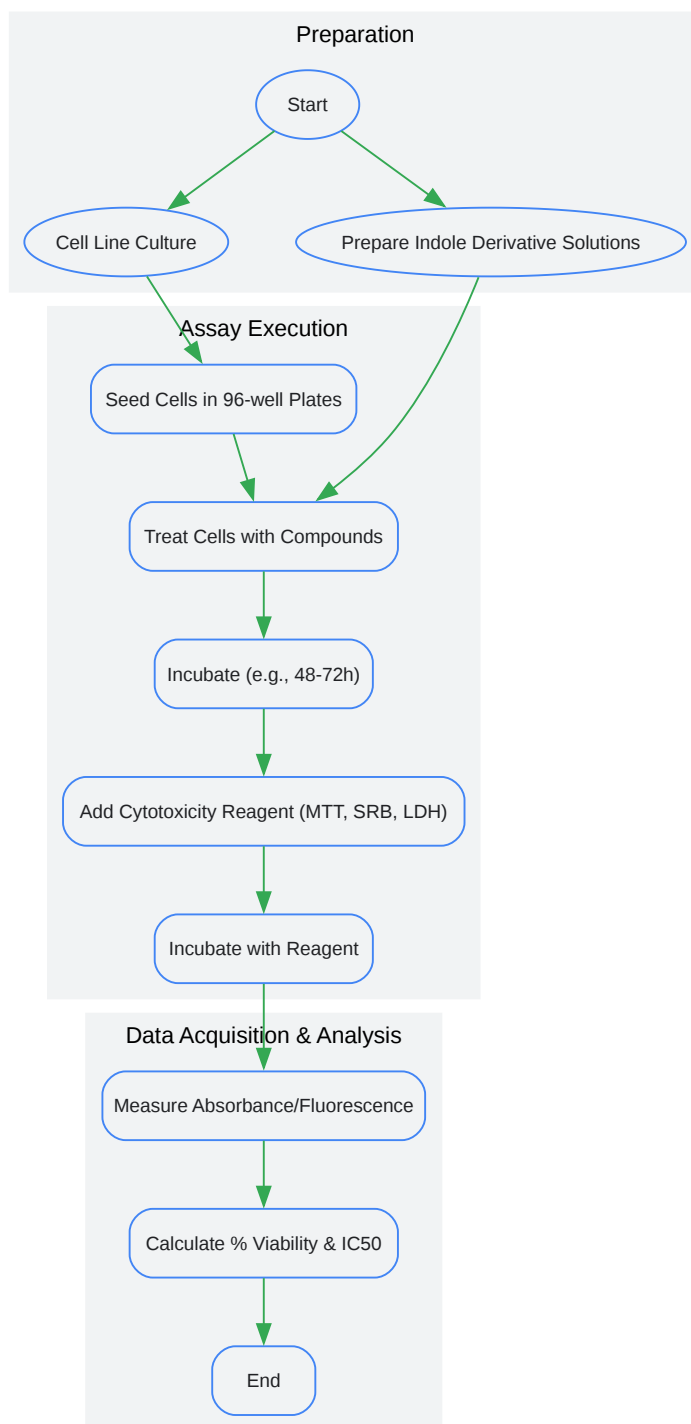 Preparation
Start
Cell Line Culture
Prepare Indole Derivative Solutions
Assay Execution
Seed Cells in 96-well Plates
Treat Cells with Compounds
Incubate (e.g., 48-72h)
Add Cytotoxicity Reagent (MTT, SRB, LDH)
Incubate with Reagent
Data Acquisition & Analysis
Measure Absorbance/Fluorescence
Calculate % Viability & IC50
End